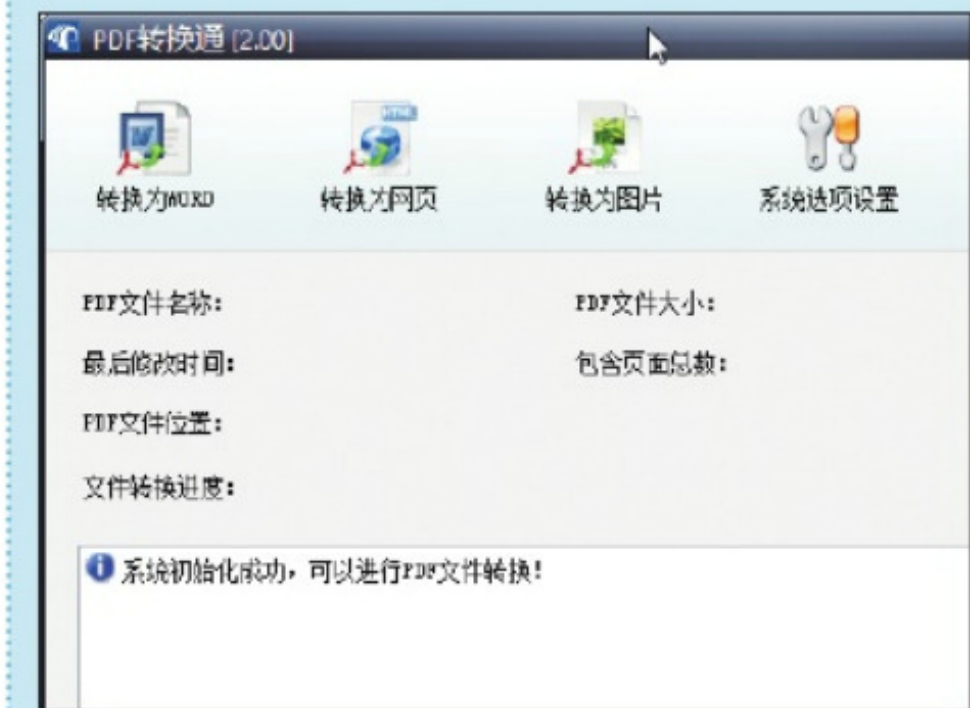 PDF转换通 [2.00]
HTML
转换为WORD 转换为网页 转换为图片 系统选项设置
PDF文件名称: PDF文件大小:
最后修改时间: 包含页面总数:
PDF文件位置:
文件转换进度:
系统初始化成功，可以进行PDF文件转换!